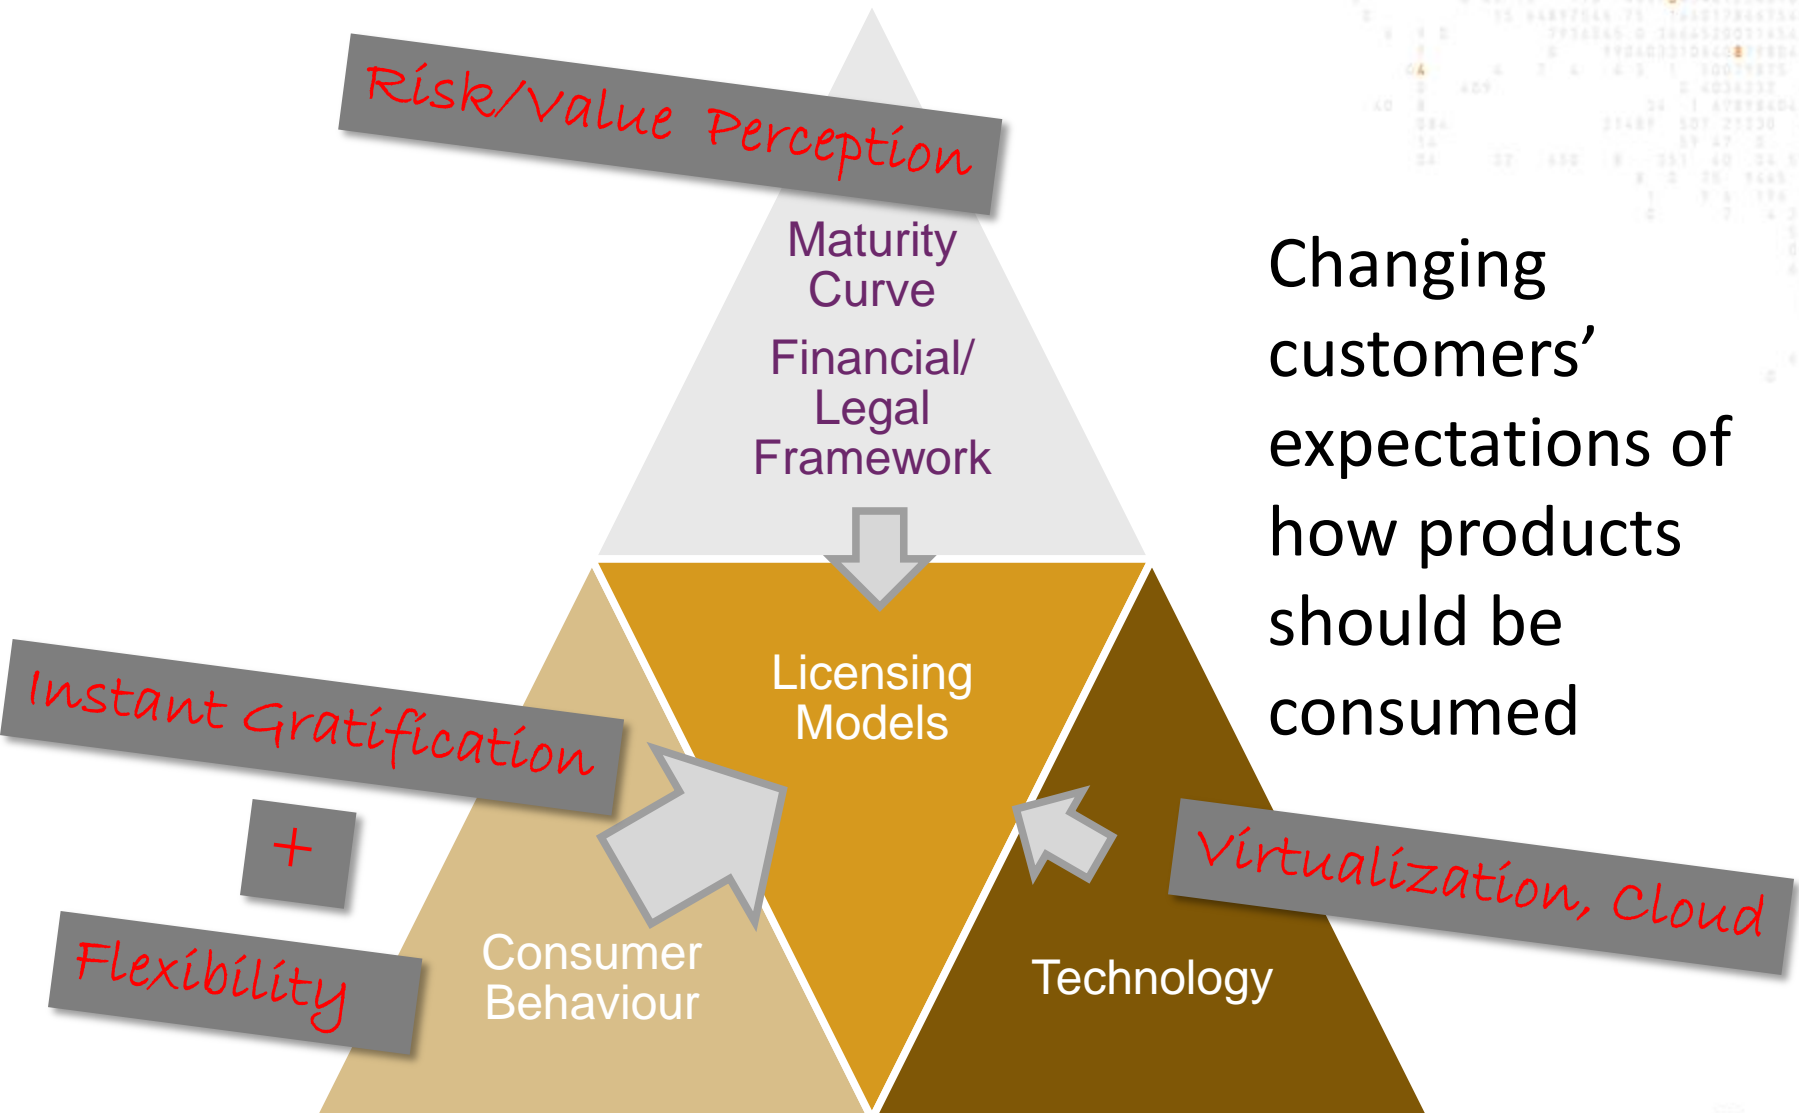 Risk/Value Perception
Maturity
Curve
Financial/
Legal
Framework
Changing
customers’
expectations of
how products
should be
consumed
Licensing
Models
Instant Gratification
+
Flexibility
Consumer
Behaviour
Virtualization, Cloud
Technology